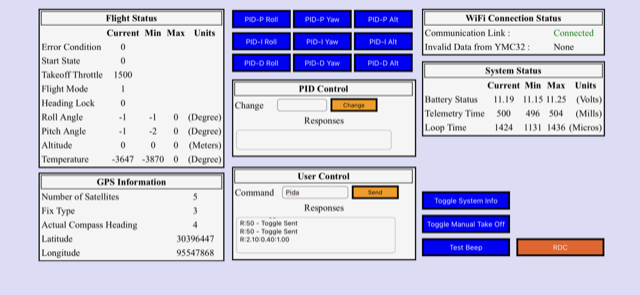 Flight Status
Current Min Max Units
Error Condition 0
Start State 0
Takeoff Throttle 1500
Flight Mode 1
Heading Lock 0
Roll Angle -1 -1 0 (Degree)
Pitch Angle -1 -2 0 (Degree)
Altitude 0 0 0 (Meters)
Temperature -3647 -3870 0 (Degree)
GPS Information
Number of Satellites 5
Fix Type 3
Actual Compass Heading 4
Latitude 30396447
Longitude 95547868
PID-P Roll PID-P Yaw PID-P Alt
PID-I Roll PID-I Yaw PID-I Alt
PID-D Roll PID-D Yaw PID-D Alt
PID Control
Change Change
Responses
User Control
Command Pida Send
Responses
R:50 - Toggle Sent
R:50 - Toggle Sent
R:2.10:0.40:1.00
WiFi Connection Status
Communication Link : Connected
Invalid Data from YMC32 : None
System Status
Current Min Max Units
Battery Status 11.19 11.15 11.25 (Volts)
Telemetry Time 500 496 504 (Mills)
Loop Time 1424 1131 1436 (Micros)
Toggle System Info
Toggle Manual Take Off
Test Beep RDC